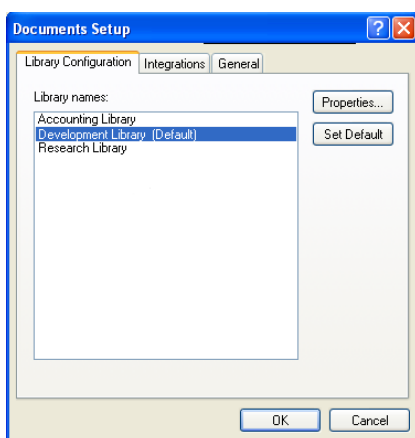 Documents Setup
Library Configuration Integrations General
Library names:
Properties...
Accounting Library
Development Library (Default)
Set Default
Research Library
OK Cancel